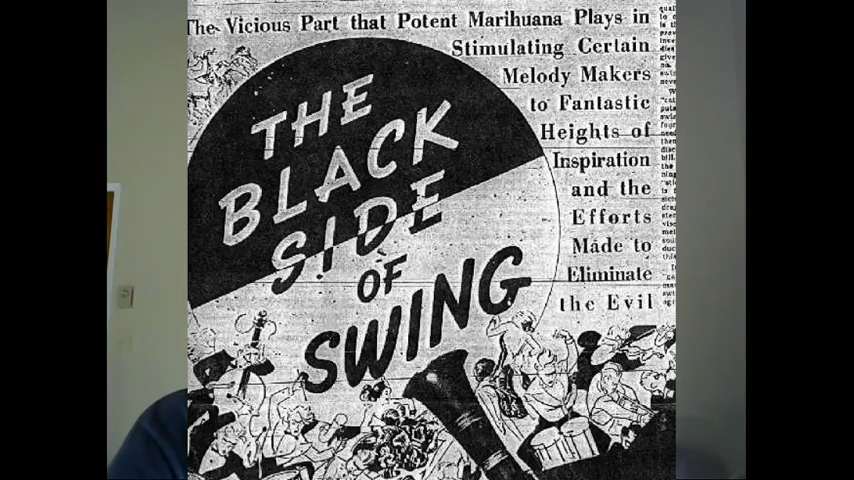 The Vicious Part that Potent Marihuana Plays in
Stimulating Certain
Melody Makers
to Fantastic
Heights of
Inspiration
and the
Efforts
Made to
Eliminate
the Evil
THE
BLACK
SIDE
OF
SWING